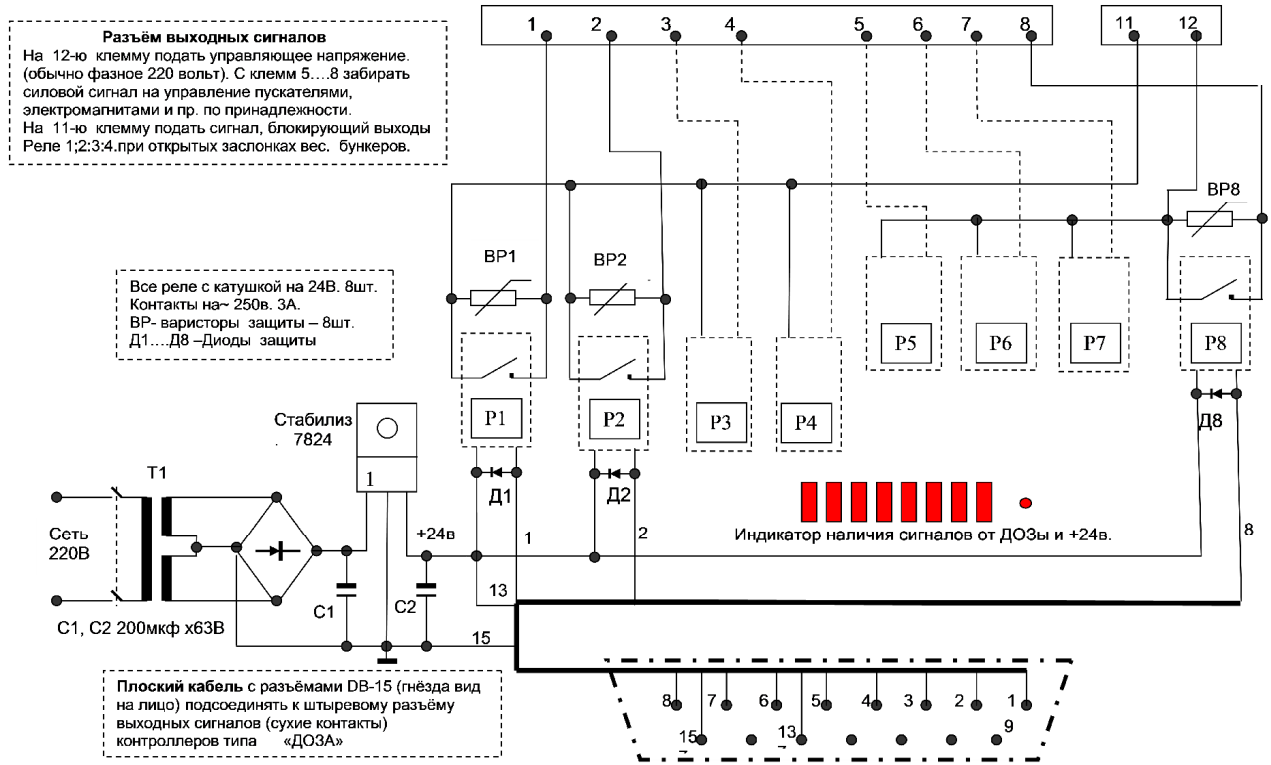 Разъём выходных сигналов
На 12-ю клемму подать управляющее напряжение.
(обычно фазное 220 вольт). С клемм 5....8 забирать
силовой сигнал на управление пускателями,
электромагнитами и пр. по принадлежности.
На 11-ю клемму подать сигнал, блокирующий выходы
Реле 1;2:3:4.при открытых заслонках вес. бункеров.
1 2 3 4 5 6 7 8 11 12
ВР8
ВР1 ВР2
Все реле с катушкой на 24В. 8шт.
Контакты на~ 250в. 3А.
ВР- варисторы защиты – 8шт.
Д1....Д8 –Диоды защиты
Р5 Р6 Р7 Р8
Р1 Р2 Р3 Р4
Д8
Стабилиз
7824
1
Т1
Д1 Д2
Сеть
220В
+24в
1 2 8
Индикатор наличия сигналов от ДОЗы и +24в.
13
С1 С2
С1, С2 200мкф х63В
15
Плоский кабель с разъёмами DB-15 (гнёзда вид
на лицо) подсоединять к штыревому разъёму
выходных сигналов (сухие контакты)
контроллеров типа «ДОЗА»
8 7 6 5 4 3 2 1
15 13 9